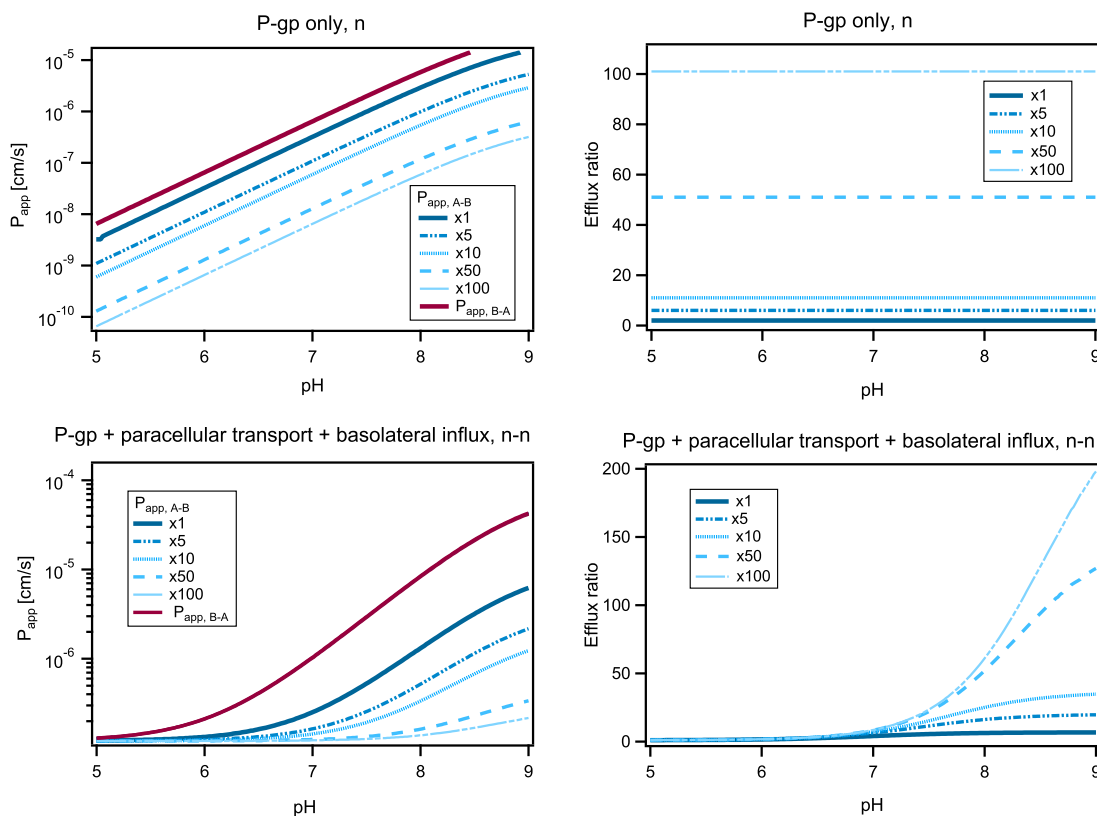 P-gp only, n
P_app [cm/s]
10^-5
10^-6
10^-7
10^-8
10^-9
10^-10
P_app, A-B
x1
x5
x10
x50
x100
P_app, B-A
5 6 7 8 9
pH
P-gp only, n
Efflux ratio
100
80
60
40
20
0
x1
x5
x10
x50
x100
5 6 7 8 9
pH
P-gp + paracellular transport + basolateral influx, n-n
P_app [cm/s]
10^-4
10^-5
10^-6
P_app, A-B
x1
x5
x10
x50
x100
P_app, B-A
5 6 7 8 9
pH
P-gp + paracellular transport + basolateral influx, n-n
Efflux ratio
200
150
100
50
0
x1
x5
x10
x50
x100
5 6 7 8 9
pH